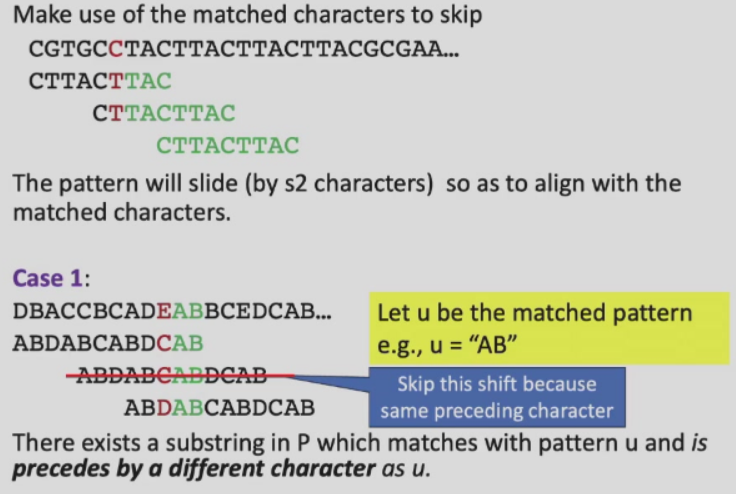 Make use of the matched characters to skip
CGTGCCTACTTACTTACTTACGCGAA...
CTTACTTAC
CTTACTTAC
CTTACTTAC
The pattern will slide (by s2 characters) so as to align with the
matched characters.
Case 1:
DBACCBCADEABBCEDCAB...
ABDABCABDCAB
ABDABCABDCAB
ABDABCABDCAB
Let u be the matched pattern
e.g., u = “AB”
Skip this shift because
same preceding character
There exists a substring in P which matches with pattern u and is
precedes by a different character as u.